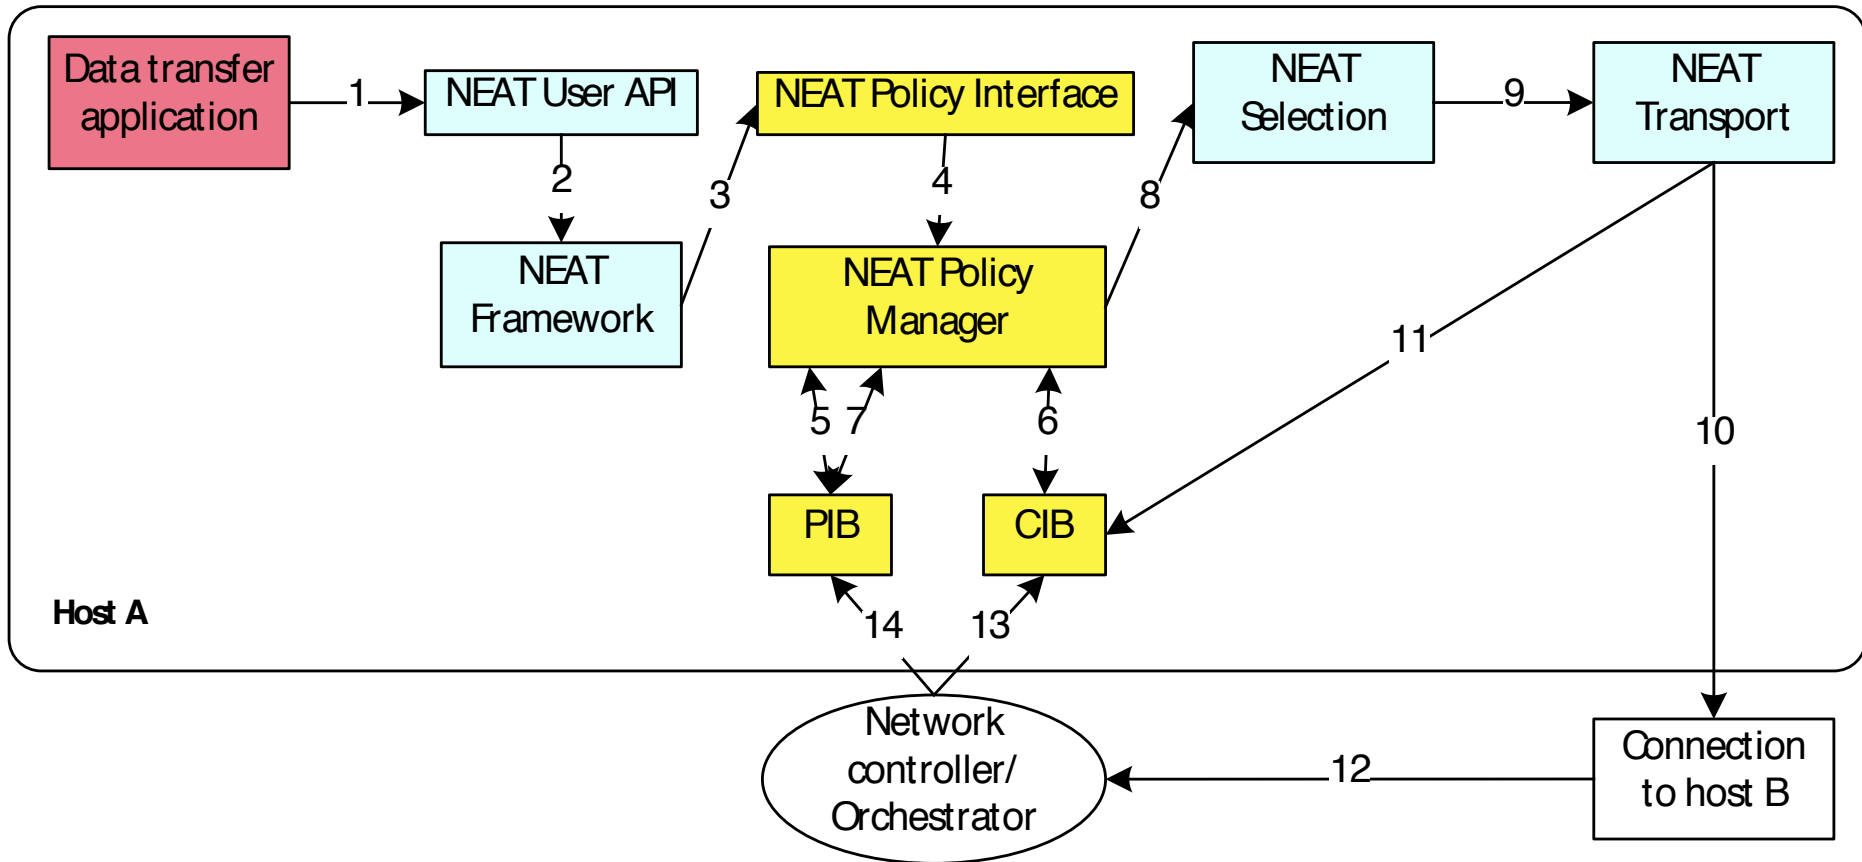 Data transfer
application
1
NEAT User API
NEAT Policy Interface
NEAT
Selection
9
NEAT
Transport
2
3
4
8
NEAT
Framework
NEAT Policy
Manager
11
5
7
6
10
PIB
CIB
Host A
14
13
Network
controller/
Orchestrator
12
Connection
to host B